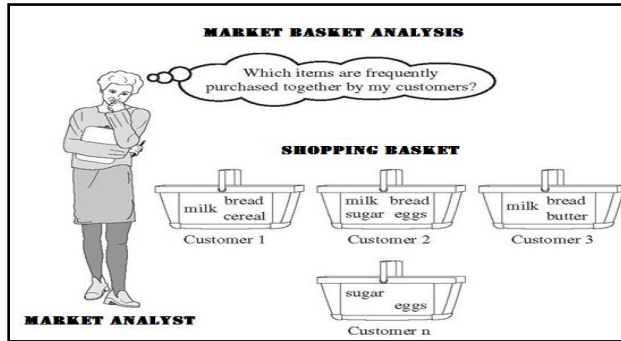 MARKET BASKET ANALYSIS
Which items are frequently
purchased together by my customers?
SHOPPING BASKET
milk bread
cereal
Customer 1
milk bread
sugar eggs
Customer 2
milk bread
butter
Customer 3
sugar
eggs
Customer n
MARKET ANALYST